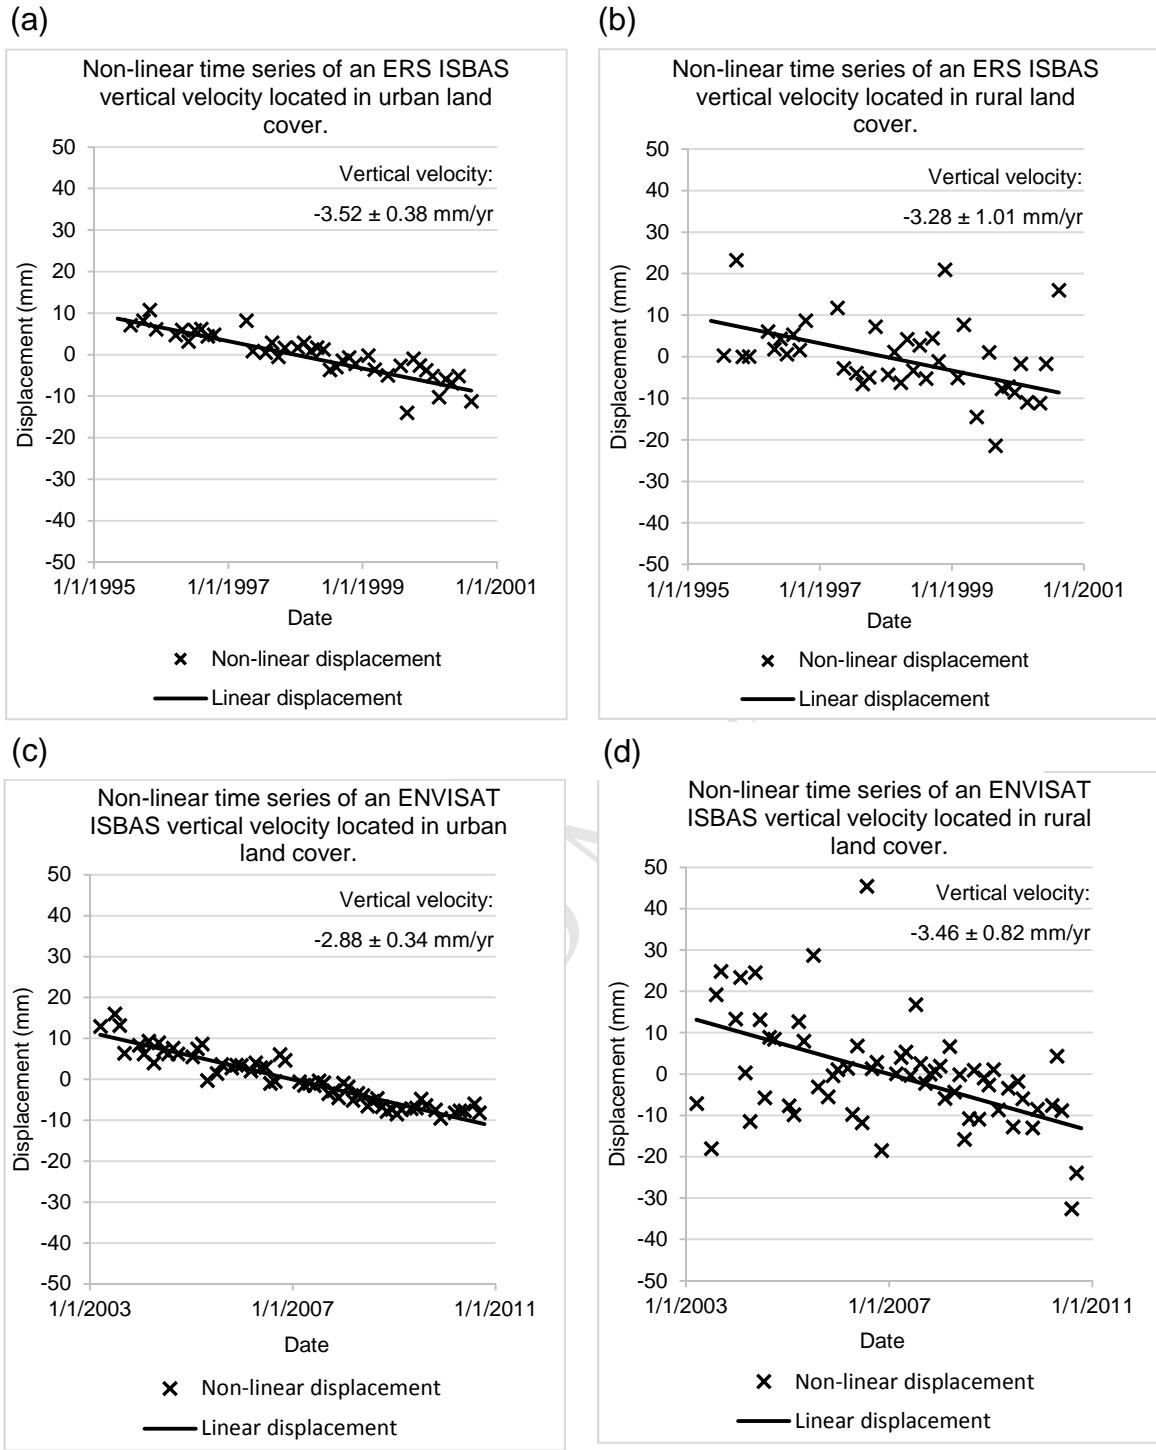 (a)
Non-linear time series of an ERS ISBAS
vertical velocity located in urban land
cover.
Vertical velocity:
-3.52 ± 0.38 mm/yr
50
40
30
20
10
0
-10
-20
-30
-40
-50
Displacement (mm)
1/1/1995
1/1/1997
1/1/1999
1/1/2001
Date
Non-linear displacement
Linear displacement
(b)
Non-linear time series of an ERS ISBAS
vertical velocity located in rural land
cover.
Vertical velocity:
-3.28 ± 1.01 mm/yr
50
40
30
20
10
0
-10
-20
-30
-40
-50
Displacement (mm)
1/1/1995
1/1/1997
1/1/1999
1/1/2001
Date
Non-linear displacement
Linear displacement
(c)
Non-linear time series of an ENVISAT
ISBAS vertical velocity located in urban
land cover.
Vertical velocity:
-2.88 ± 0.34 mm/yr
50
40
30
20
10
0
-10
-20
-30
-40
-50
Displacement (mm)
1/1/2003
1/1/2007
1/1/2011
Date
Non-linear displacement
Linear displacement
(d)
Non-linear time series of an ENVISAT
ISBAS vertical velocity located in rural
land cover.
Vertical velocity:
-3.46 ± 0.82 mm/yr
50
40
30
20
10
0
-10
-20
-30
-40
-50
Displacement (mm)
1/1/2003
1/1/2007
1/1/2011
Date
Non-linear displacement
Linear displacement